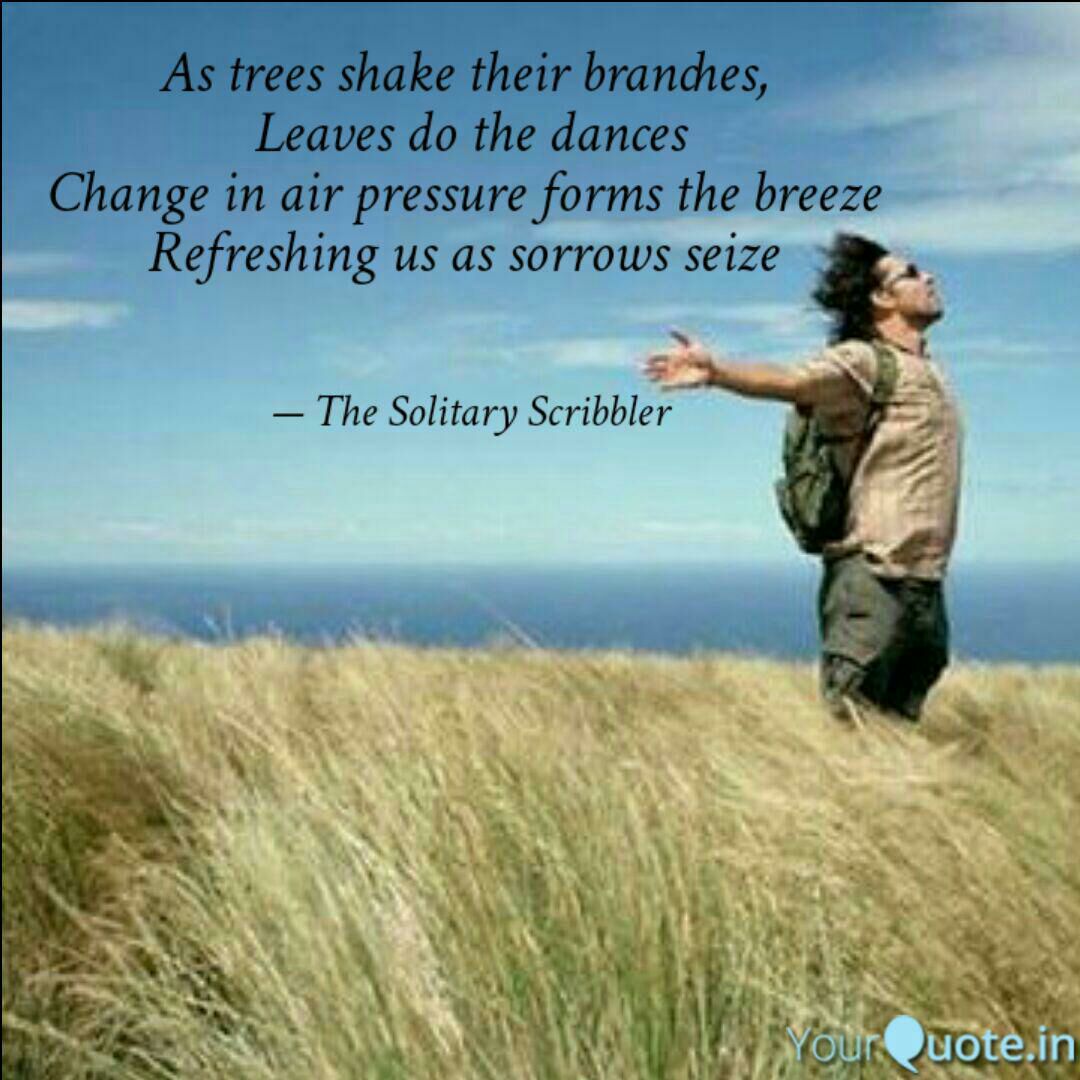 As trees shake their branches,
Leaves do the dances
Change in air pressure forms the breeze
Refreshing us as sorrows seize
— The Solitary Scribbler
YourQuote.in